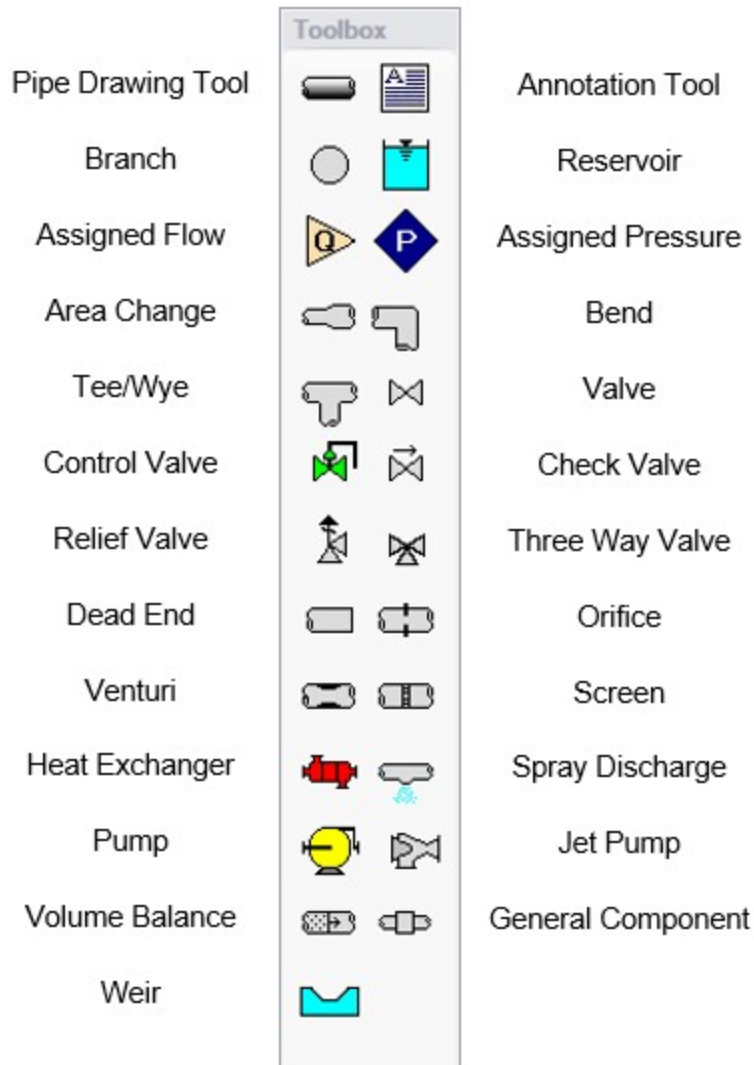 Toolbox
Pipe Drawing Tool A Annotation Tool
Branch Reservoir
Assigned Flow Q P Assigned Pressure
Area Change Bend
Tee/Wye Valve
Control Valve Check Valve
Relief Valve Three Way Valve
Dead End Orifice
Venturi Screen
Heat Exchanger Spray Discharge
Pump Jet Pump
Volume Balance General Component
Weir